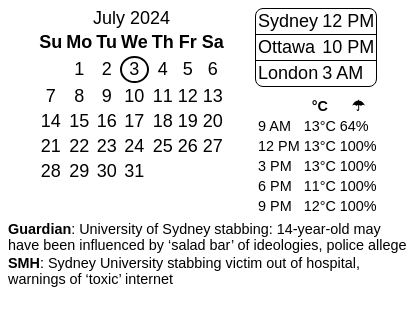 July 2024
Su Mo Tu We Th Fr Sa
1 2 3 4 5 6
7 8 9 10 11 12 13
14 15 16 17 18 19 20
21 22 23 24 25 26 27
28 29 30 31
Sydney 12 PM
Ottawa 10 PM
London 3 AM
°C ☂
9 AM 13°C 64%
12 PM 13°C 100%
3 PM 13°C 100%
6 PM 11°C 100%
9 PM 12°C 100%
Guardian: University of Sydney stabbing: 14-year-old may
have been influenced by ‘salad bar’ of ideologies, police allege
SMH: Sydney University stabbing victim out of hospital,
warnings of ‘toxic’ internet